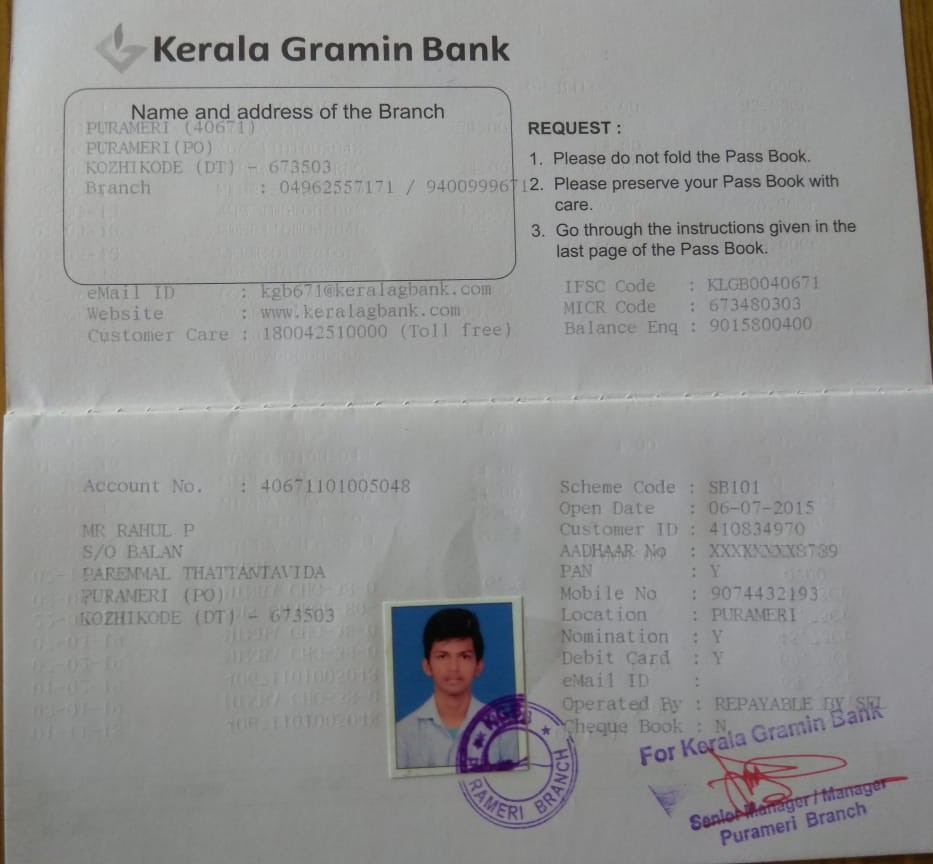 Kerala Gramin Bank
Name and address of the Branch
PURAMERI (40671)
PURAMERI(PO)
KOZHIKODE (DT) - 673503
Branch : 04962557171 / 9400999671
eMail ID : kgb671@keralagbank.com
Website : www.keralagbank.com
Customer Care : 180042510000 (Toll free)
REQUEST :
1. Please do not fold the Pass Book.
2. Please preserve your Pass Book with
care.
3. Go through the instructions given in the
last page of the Pass Book.
IFSC Code : KLGB0040671
MICR Code : 673480303
Balance Enq : 9015800400
Account No. : 40671101005048
MR RAHUL P
S/O BALAN
PAREMMAL THATTANTAVIDA
PURAMERI (PO)
KOZHIKODE (DT) - 673503
Scheme Code : SB101
Open Date : 06-07-2015
Customer ID : 410834970
AADHAAR No : XXXXXXXX8789
PAN : Y
Mobile No : 9074432193
Location : PURAMERI
Nomination : Y
Debit Card : Y
eMail ID :
Operated By : REPAYABLE BY SEL
Cheque Book : N
KGB
RAMERI BRANCH
For Kerala Gramin Bank
Senior Manager / Manager
Purameri Branch